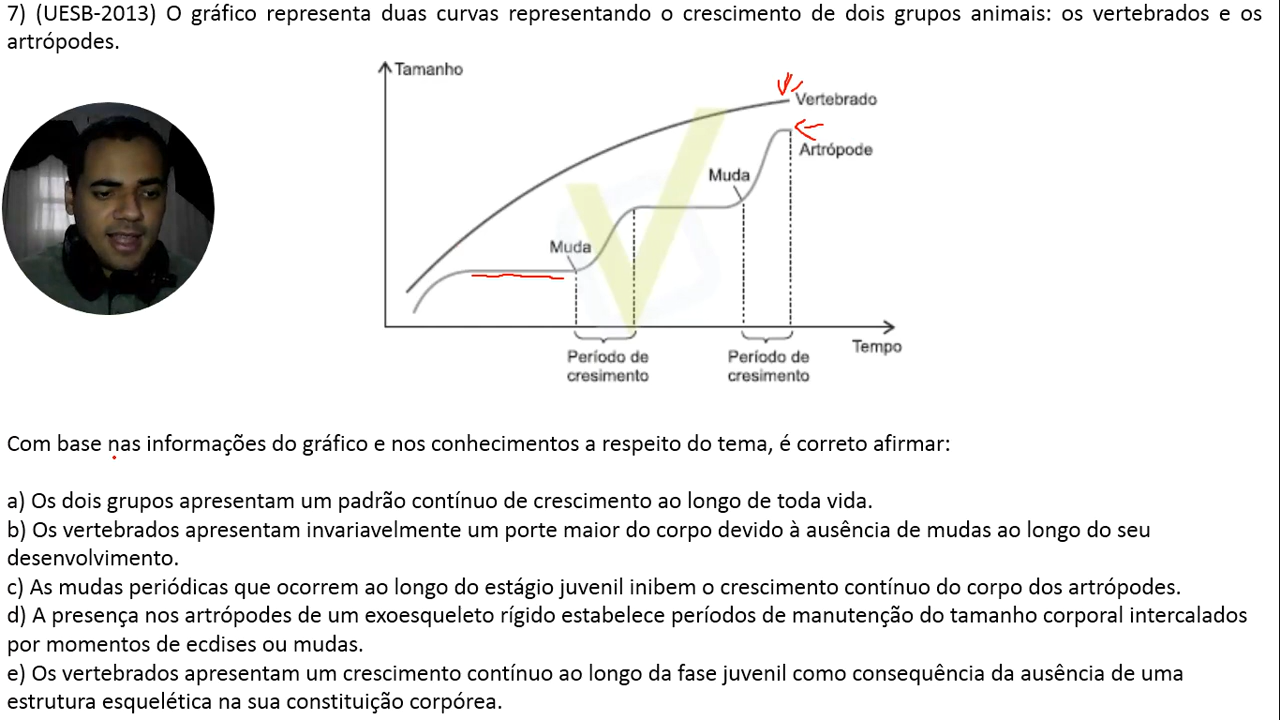 7) (UESB-2013) O gráfico representa duas curvas representando o crescimento de dois grupos animais: os vertebrados e os
artrópodes.
Tamanho
Vertebrado
Artrópode
Muda
Muda
Tempo
Período de
cresimento
Período de
cresimento
Com base nas informações do gráfico e nos conhecimentos a respeito do tema, é correto afirmar:
a) Os dois grupos apresentam um padrão contínuo de crescimento ao longo de toda vida.
b) Os vertebrados apresentam invariavelmente um porte maior do corpo devido à ausência de mudas ao longo do seu
desenvolvimento.
c) As mudas periódicas que ocorrem ao longo do estágio juvenil inibem o crescimento contínuo do corpo dos artrópodes.
d) A presença nos artrópodes de um exoesqueleto rígido estabelece períodos de manutenção do tamanho corporal intercalados
por momentos de ecdises ou mudas.
e) Os vertebrados apresentam um crescimento contínuo ao longo da fase juvenil como consequência da ausência de uma
estrutura esquelética na sua constituição corpórea.